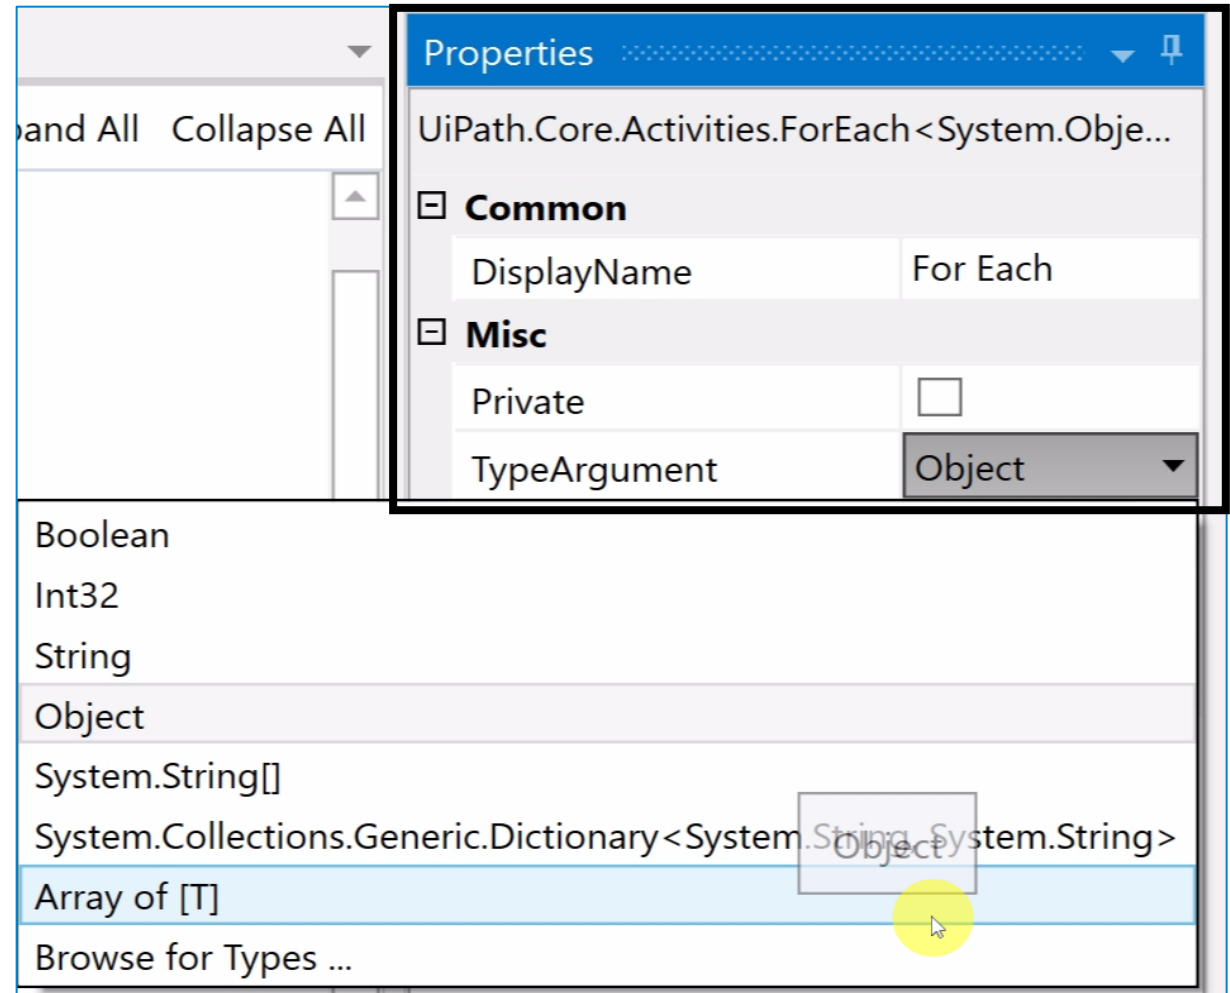 Properties
and All Collapse All
UiPath.Core.Activities.ForEach<System.Obje...
Common
DisplayName For Each
Misc
Private
TypeArgument Object
Boolean
Int32
String
Object
System.String[]
System.Collections.Generic.Dictionary<System.String, System.String>
Object
Array of [T]
Browse for Types ...